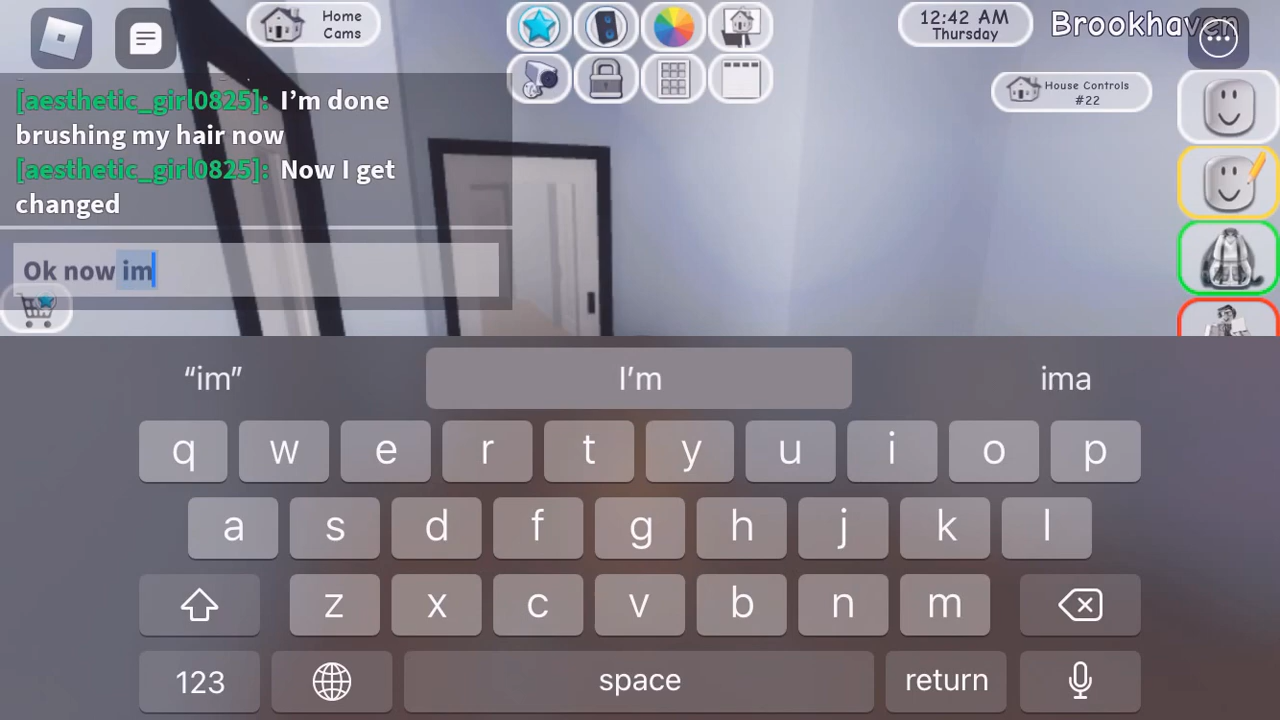 Home
Cams
12:42 AM
Thursday
Brookhaven
House Controls
#22
[aesthetic_girl0825]: I'm done
brushing my hair now
[aesthetic_girl0825]: Now I get
changed
Ok now im
“im” I'm ima
q w e r t y u i o p
a s d f g h j k l
z x c v b n m
123 space return